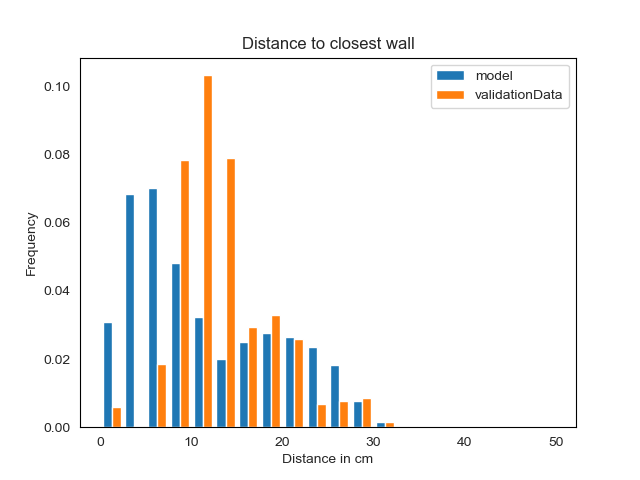 Distance to closest wall
model
validationData
Frequency
0.10
0.08
0.06
0.04
0.02
0.00
0 10 20 30 40 50
Distance in cm